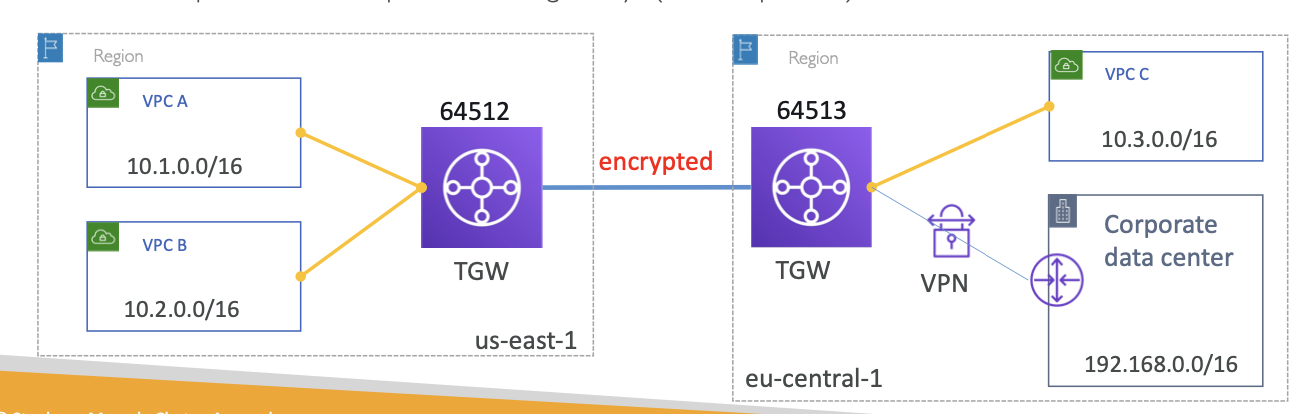 Region
VPC A
10.1.0.0/16
VPC B
10.2.0.0/16
64512
TGW
us-east-1
encrypted
Region
64513
TGW
eu-central-1
VPN
VPC C
10.3.0.0/16
Corporate
data center
192.168.0.0/16